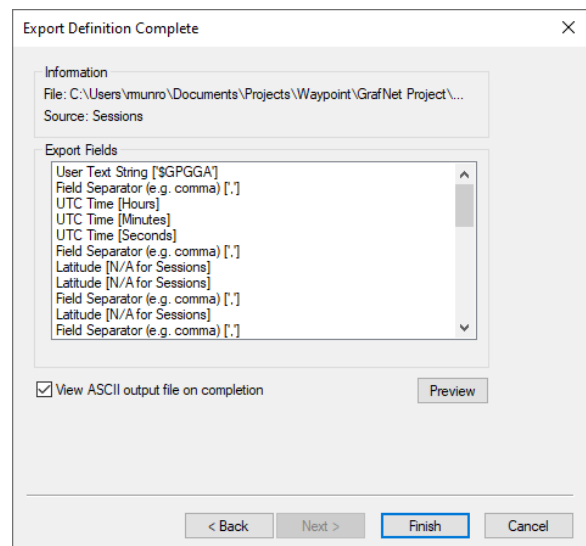 Export Definition Complete
Information
File: C:\Users\munro\Documents\Projects\Waypoint\GrafNet Project\...
Source: Sessions
Export Fields
User Text String ['$GPGGA']
Field Separator (e.g. comma) [',']
UTC Time [Hours]
UTC Time [Minutes]
UTC Time [Seconds]
Field Separator (e.g. comma) [',']
Latitude [N/A for Sessions]
Latitude [N/A for Sessions]
Field Separator (e.g. comma) [',']
Latitude [N/A for Sessions]
Field Separator (e.g. comma) [',']
View ASCII output file on completion
Preview
< Back
Next >
Finish
Cancel